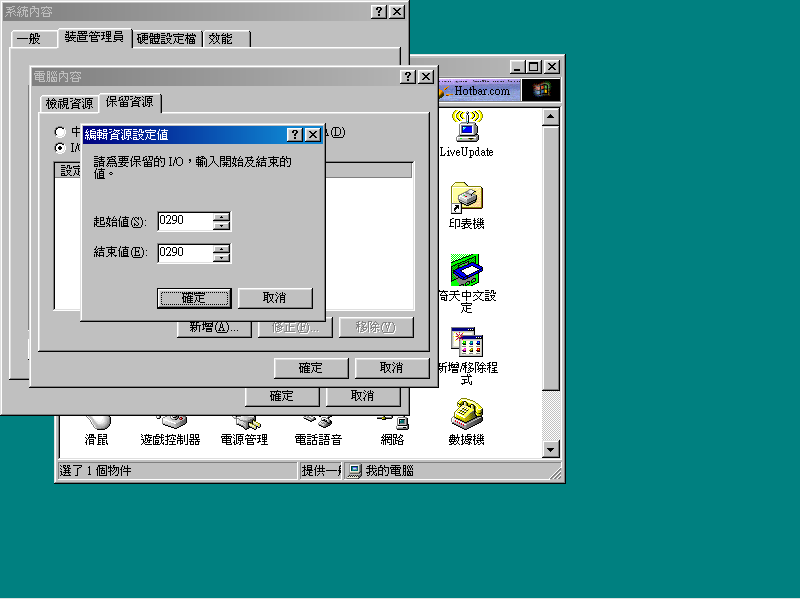 系統內容
一般
裝置管理員
硬體設定檔
效能
電腦內容
檢視資源
保留資源
編輯資源設定值
請為要保留的 I/O，輸入開始及結束的
值。
起始值(S):
0290
結束值(E):
0290
確定
取消
新增(A)...
修正(F)...
移除(V)
確定
取消
確定
取消
Hotbar.com
LiveUpdate
印表機
倚天中文設
定
新增/移除程
式
滑鼠
遊戲控制器
電源管理
電話語音
網路
數據機
選了 1 個物件
我的電腦